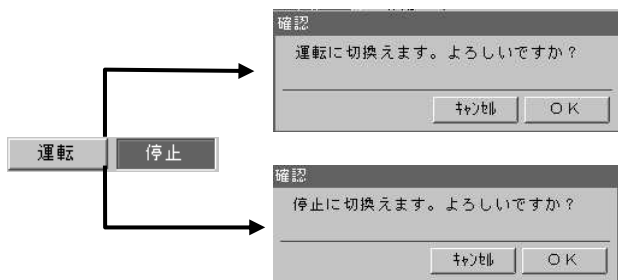 確認
運転に切換えます。よろしいですか？
ｷｬﾝｾﾙ ＯＫ
運転 停止
確認
停止に切換えます。よろしいですか？
ｷｬﾝｾﾙ ＯＫ